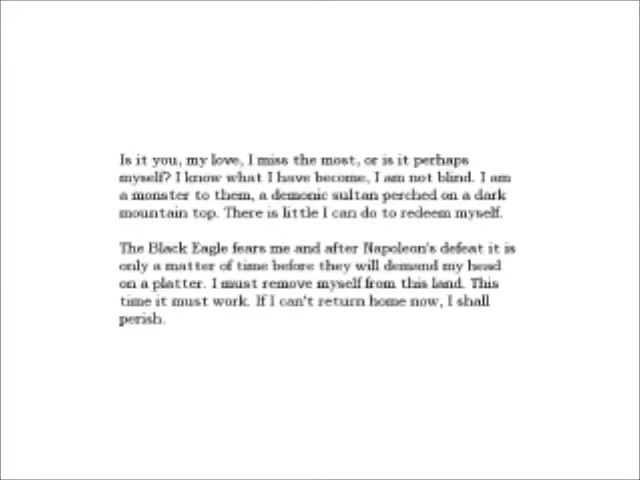 Is it you, my love, I miss the most, or is it perhaps
myself? I know what I have become, I am not blind. I am
a monster to them, a demonic sultan perched on a dark
mountain top. There is little I can do to redeem myself.
The Black Eagle fears me and after Napoleon's defeat it is
only a matter of time before they will demand my head
on a platter. I must remove myself from this land. This
time it must work. If I can't return home now, I shall
perish.